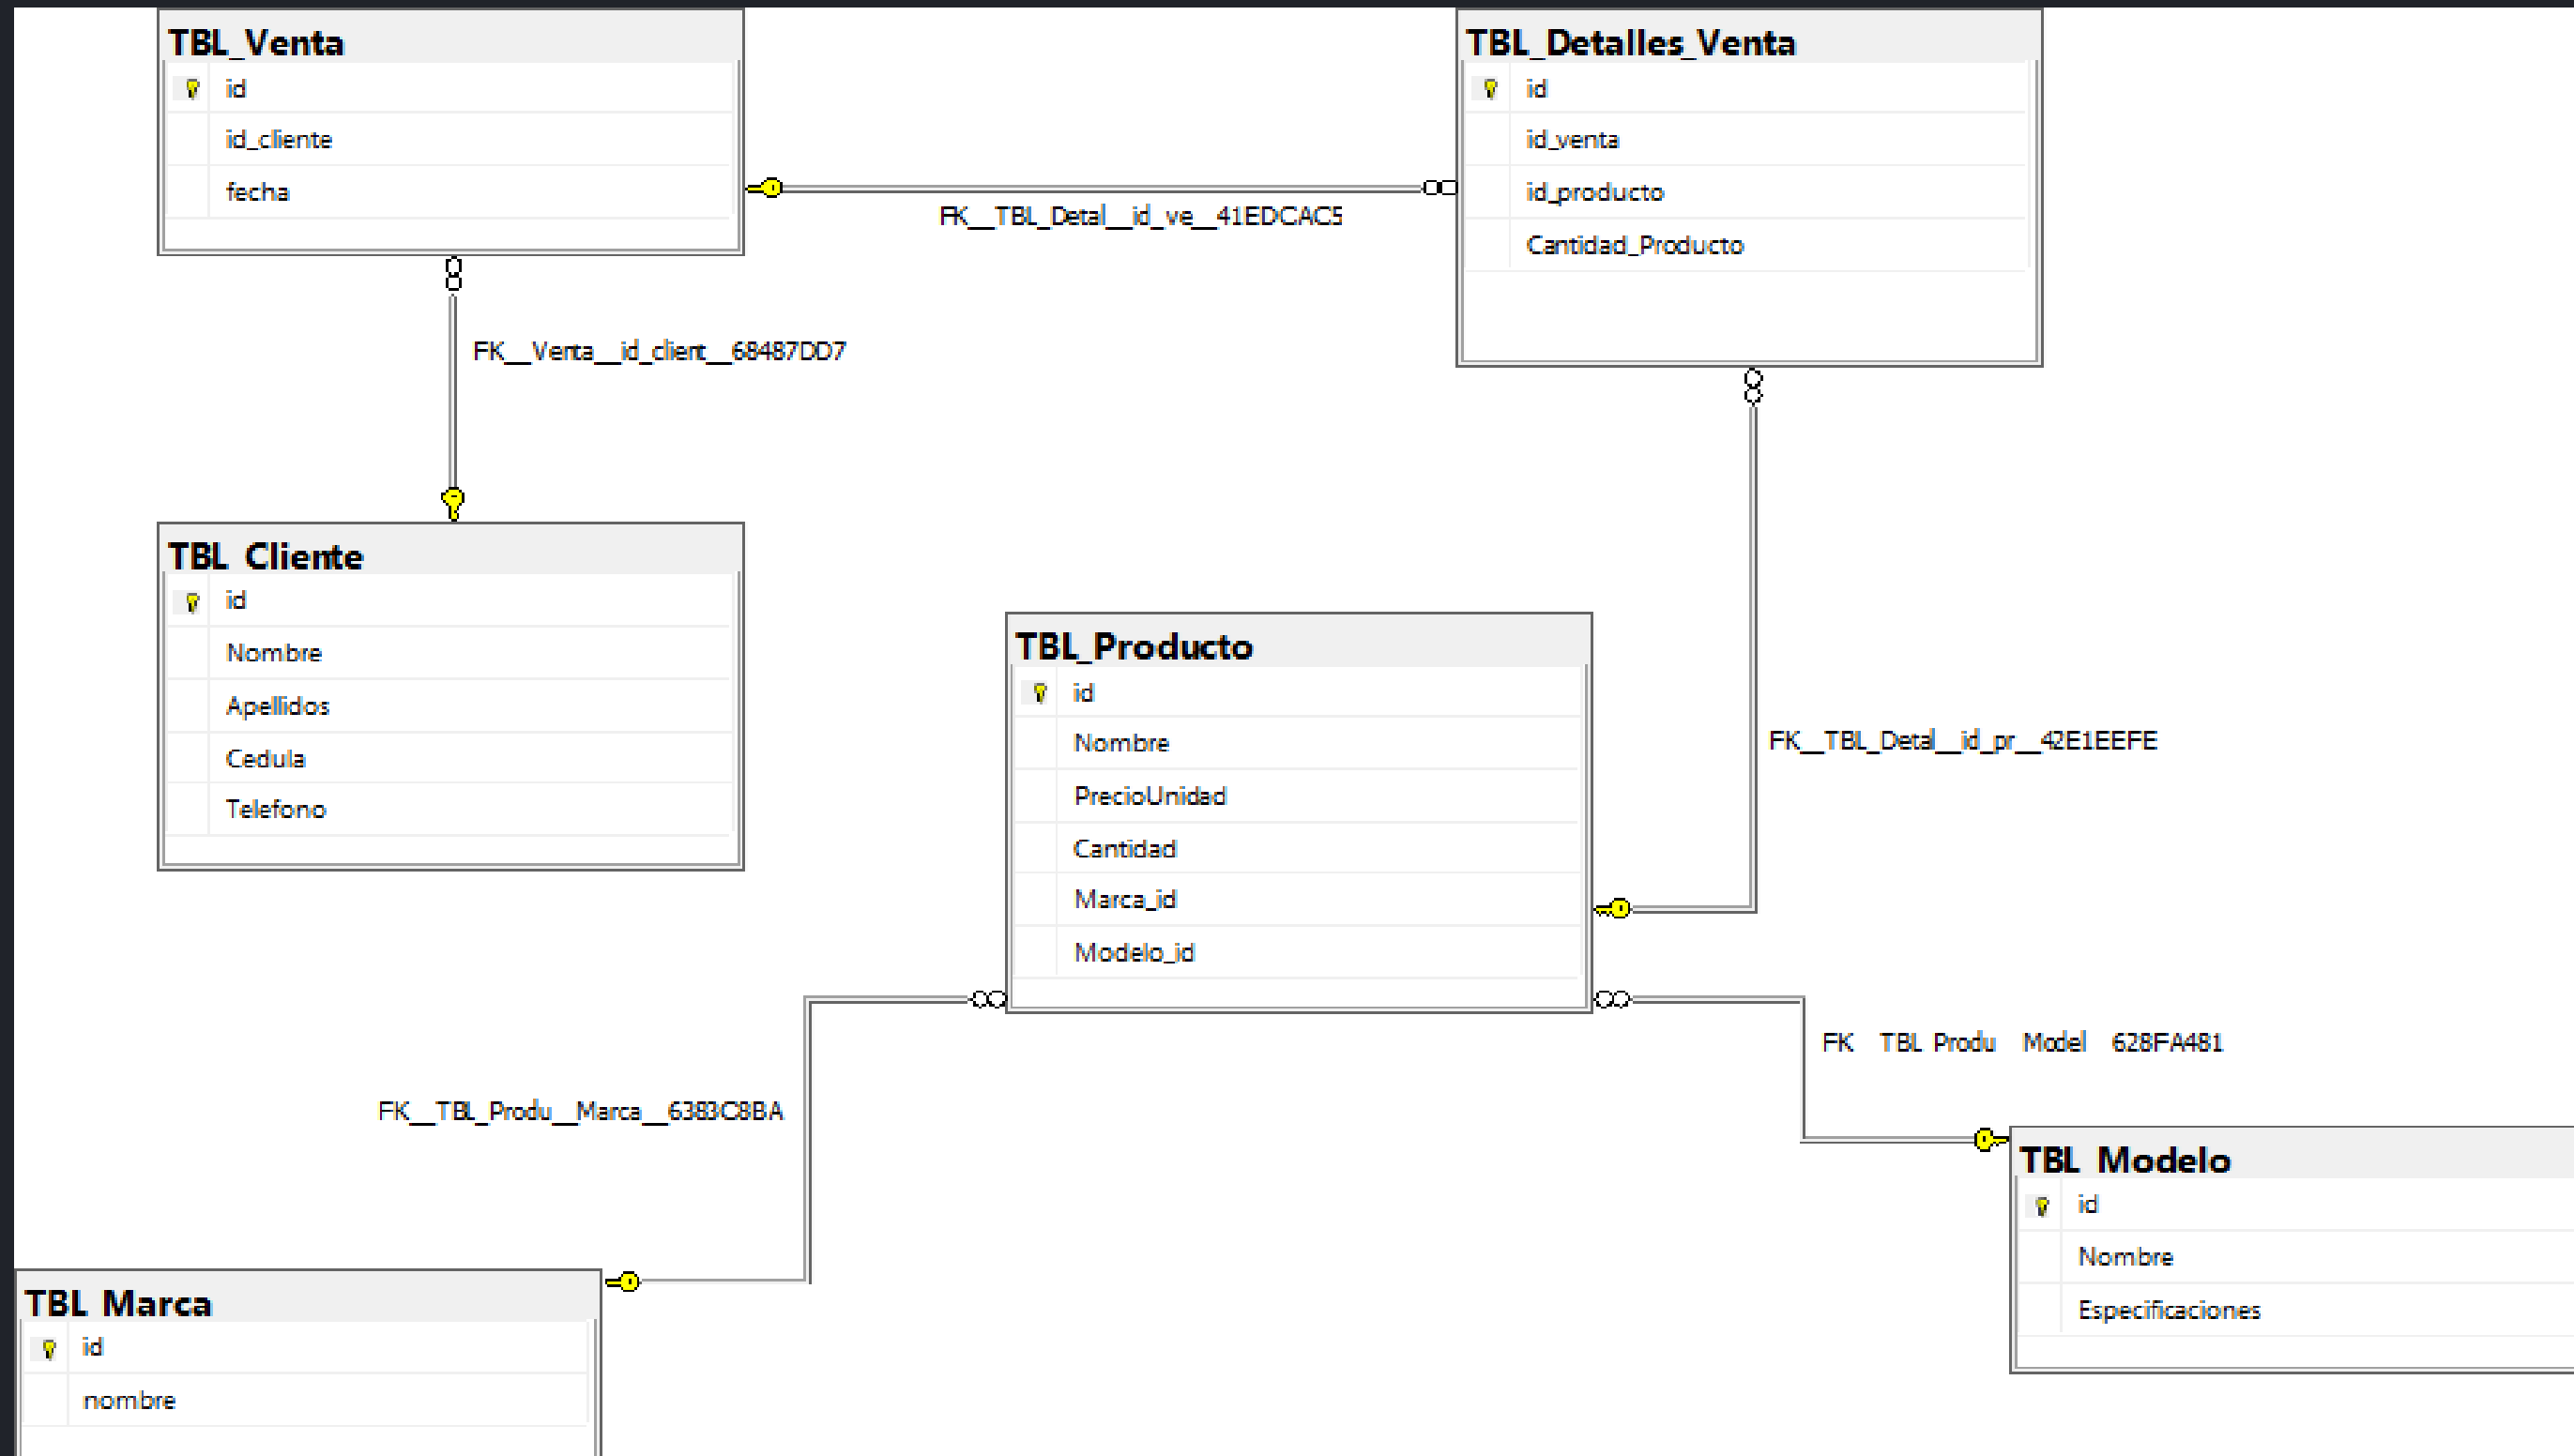 TBL_Venta
id
id_cliente
fecha
TBL_Detalles_Venta
id
id_venta
id_producto
Cantidad_Producto
FK__TBL_Detal__id_ve__41EDCAC5
FK__Venta__id_client__68487DD7
TBL_Cliente
id
Nombre
Apellidos
Cedula
Telefono
TBL_Producto
id
Nombre
PrecioUnidad
Cantidad
Marca_id
Modelo_id
FK__TBL_Detal__id_pr__42E1EEFE
FK__TBL_Produ__Model__628FA481
FK__TBL_Produ__Marca__6383C8BA
TBL_Modelo
id
Nombre
Especificaciones
TBL_Marca
id
nombre